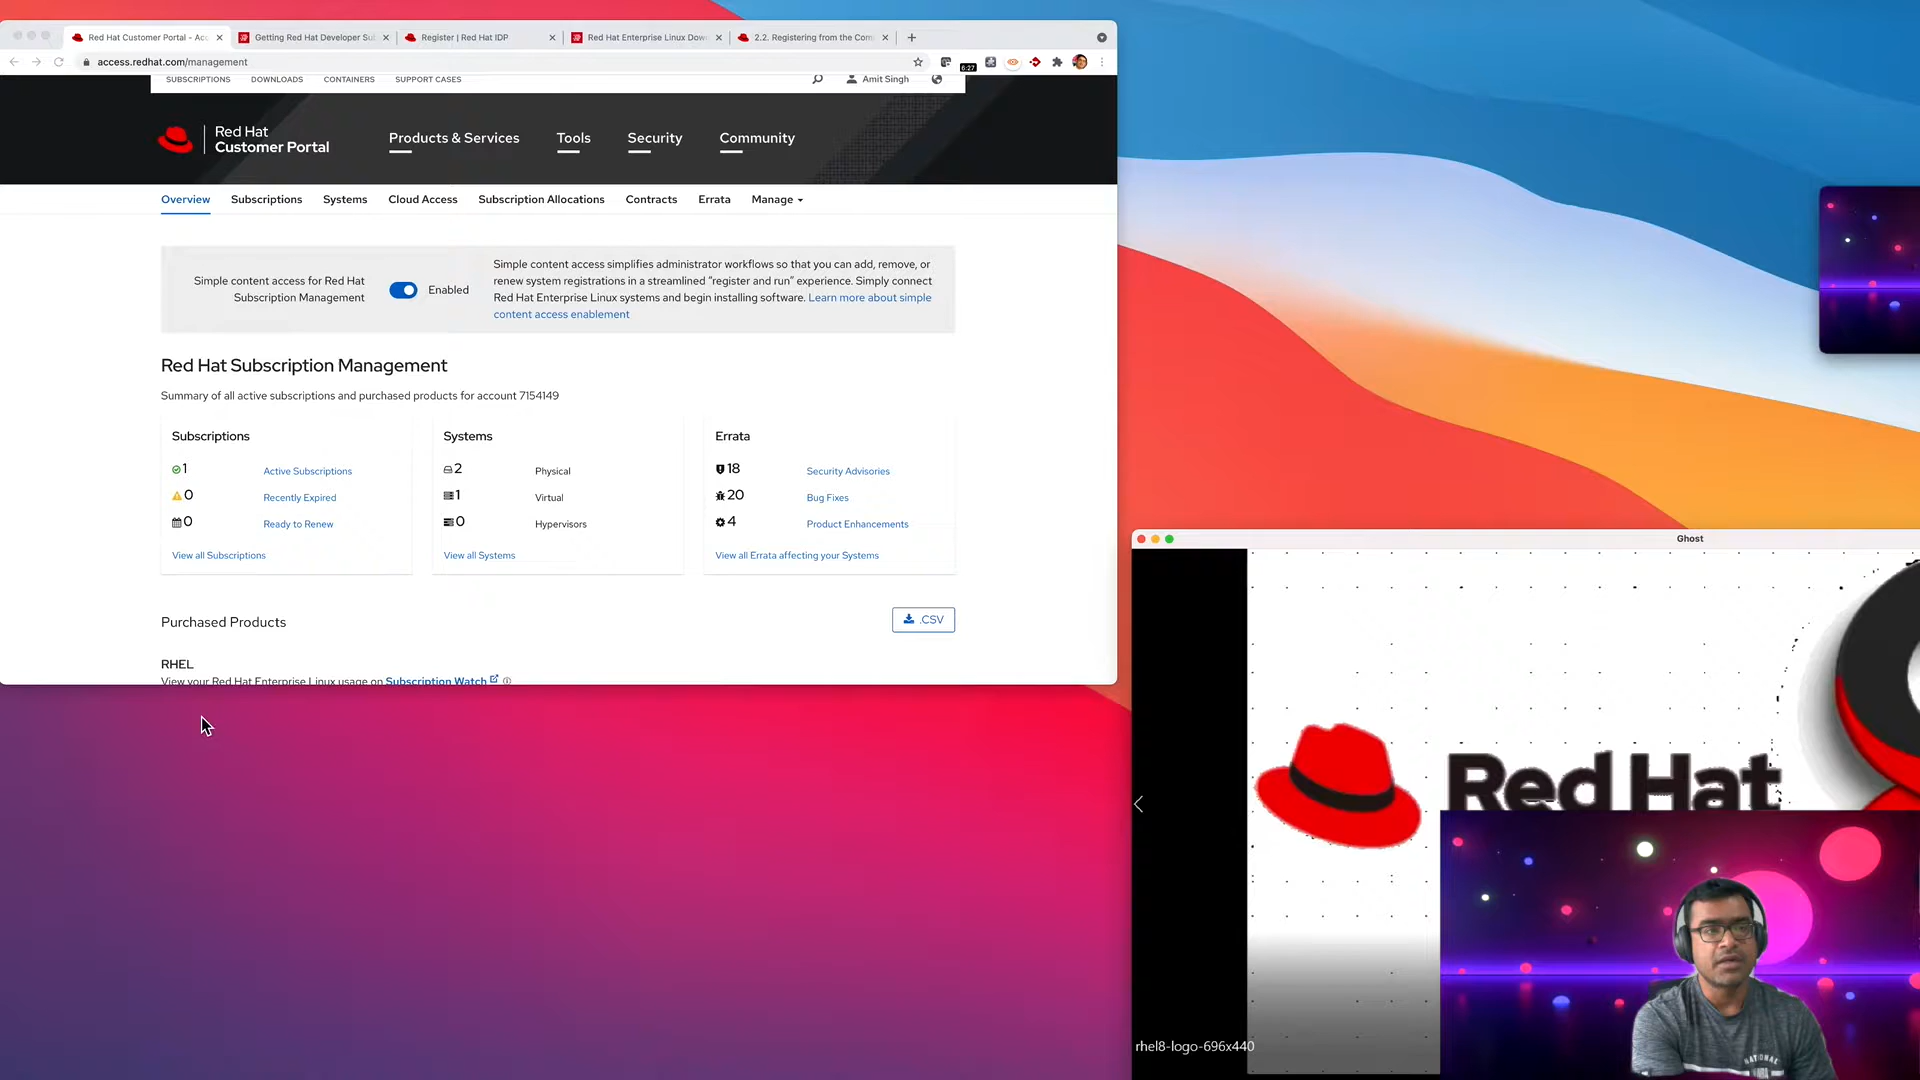 Red Hat Customer Portal - Acc
Getting Red Hat Developer Sub
Register | Red Hat IDP
Red Hat Enterprise Linux Dow
2.2. Registering from the Com
access.redhat.com/management
6:27
SUBSCRIPTIONS
DOWNLOADS
CONTAINERS
SUPPORT CASES
Amit Singh
Red Hat
Customer Portal
Products & Services
Tools
Security
Community
Overview
Subscriptions
Systems
Cloud Access
Subscription Allocations
Contracts
Errata
Manage
Simple content access for Red Hat
Subscription Management
Enabled
Simple content access simplifies administrator workflows so that you can add, remove, or
renew system registrations in a streamlined "register and run" experience. Simply connect
Red Hat Enterprise Linux systems and begin installing software. Learn more about simple
content access enablement
Red Hat Subscription Management
Summary of all active subscriptions and purchased products for account 7154149
Subscriptions
1 Active Subscriptions
0 Recently Expired
0 Ready to Renew
View all Subscriptions
Systems
2 Physical
1 Virtual
0 Hypervisors
View all Systems
Errata
18 Security Advisories
20 Bug Fixes
4 Product Enhancements
View all Errata affecting your Systems
Purchased Products
.CSV
RHEL
View your Red Hat Enterprise Linux usage on Subscription Watch
Ghost
Red Hat
rhel8-logo-696x440
NATIONAL